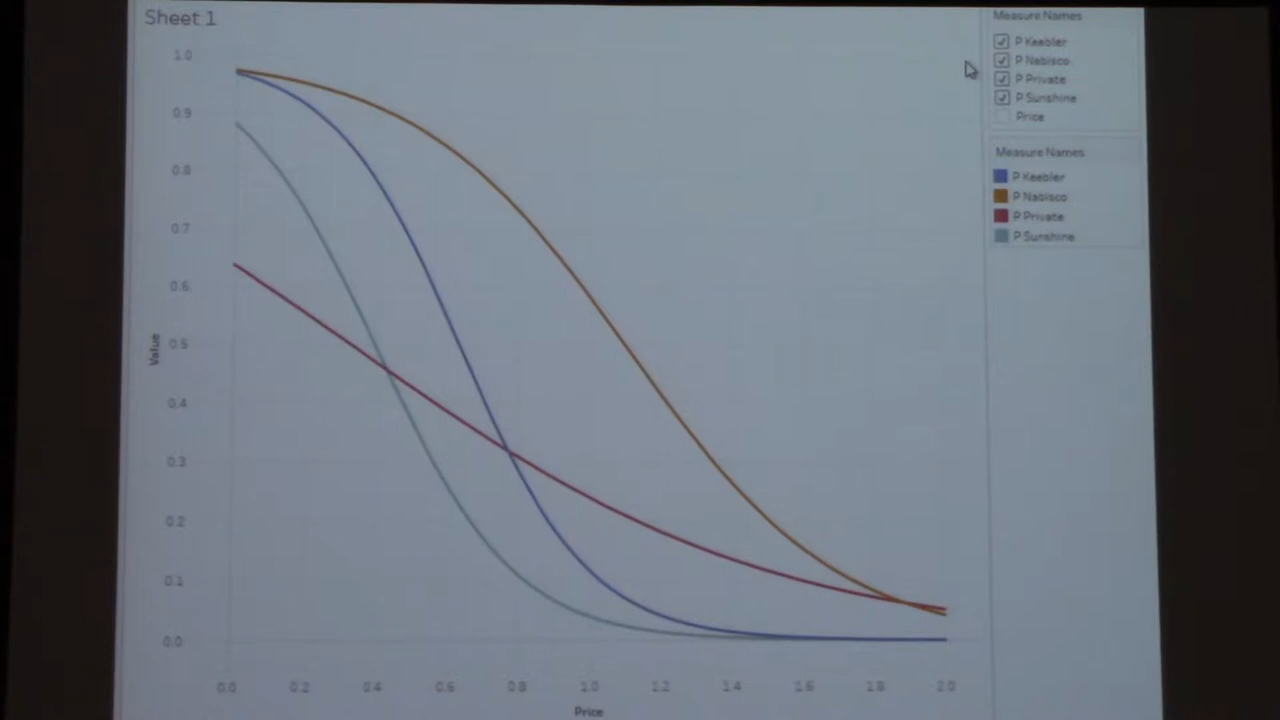 Sheet 1
Measure Names
P Keebler
P Nabisco
P Private
P Sunshine
Price
Measure Names
P Keebler
P Nabisco
P Private
P Sunshine
Value
1.0
0.9
0.8
0.7
0.6
0.5
0.4
0.3
0.2
0.1
0.0
0.0 0.2 0.4 0.6 0.8 1.0 1.2 1.4 1.6 1.8 2.0
Price